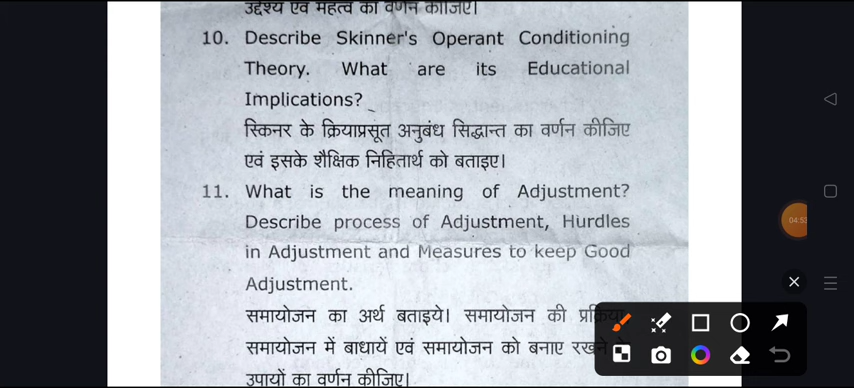 उद्देश्य एवं महत्व का वर्णन कीजिए।
10. Describe Skinner's Operant Conditioning
Theory. What are its Educational
Implications?
स्किनर के क्रियाप्रसूत अनुबंध सिद्धान्त का वर्णन कीजिए
एवं इसके शैक्षिक निहितार्थ को बताइए।
11. What is the meaning of Adjustment?
Describe process of Adjustment, Hurdles
in Adjustment and Measures to keep Good
Adjustment.
04:53
समायोजन का अर्थ बताइये। समायोजन की
समायोजन में बाधायें एवं समायोजन को बनाए रखने
उपायों का वर्णन कीजिए।